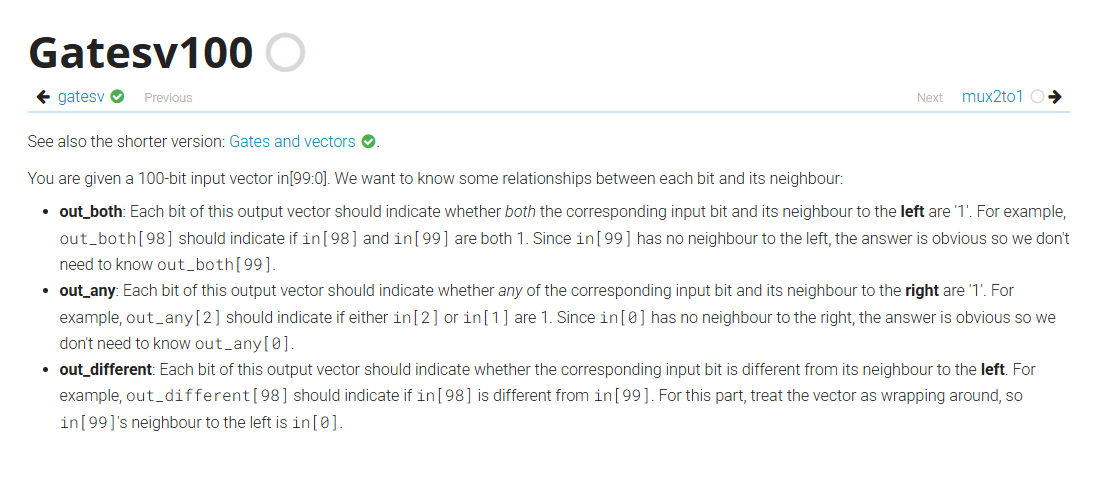 Gatesv100
gatesv Previous Next mux2to1
See also the shorter version: Gates and vectors.
You are given a 100-bit input vector in[99:0]. We want to know some relationships between each bit and its neighbour:
• out_both: Each bit of this output vector should indicate whether both the corresponding input bit and its neighbour to the left are '1'. For example,
out_both[98] should indicate if in[98] and in[99] are both 1. Since in[99] has no neighbour to the left, the answer is obvious so we don't
need to know out_both[99].
• out_any: Each bit of this output vector should indicate whether any of the corresponding input bit and its neighbour to the right are '1'. For
example, out_any[2] should indicate if either in[2] or in[1] are 1. Since in[0] has no neighbour to the right, the answer is obvious so we
don't need to know out_any[0].
• out_different: Each bit of this output vector should indicate whether the corresponding input bit is different from its neighbour to the left. For
example, out_different[98] should indicate if in[98] is different from in[99]. For this part, treat the vector as wrapping around, so
in[99]'s neighbour to the left is in[0].